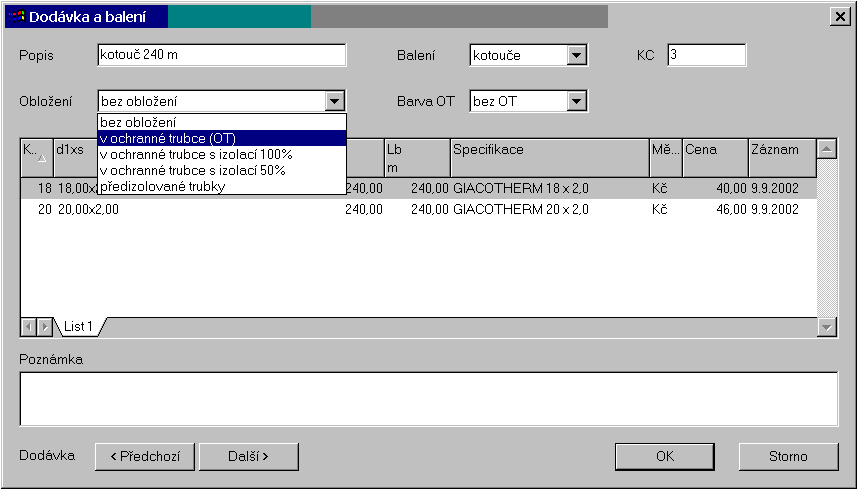 Dodávka a balení
Popis kotouč 240 m Balení kotouče KC 3
Obložení bez obložení Barva OT bez OT
bez obložení
v ochranné trubce (OT)
v ochranné trubce s izolací 100%
v ochranné trubce s izolací 50%
předizolované trubky
K.. d1xs Lb Specifikace Mě... Cena Záznam
m
18 18,00x2 240,00 240,00 GIACOTHERM 18 x 2,0 Kč 40,00 9.9.2002
20 20,00x2,00 240,00 240,00 GIACOTHERM 20 x 2,0 Kč 46,00 9.9.2002
List 1
Poznámka
Dodávka < Předchozí Další > OK Storno